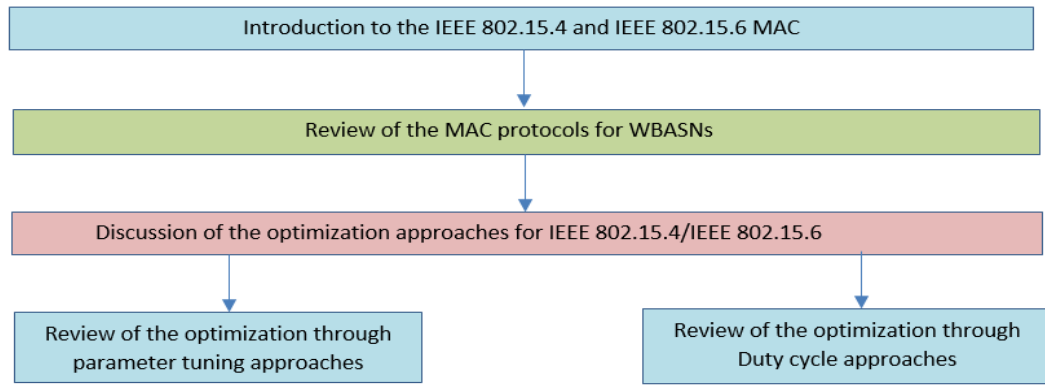 Introduction to the IEEE 802.15.4 and IEEE 802.15.6 MAC
Review of the MAC protocols for WBASNs
Discussion of the optimization approaches for IEEE 802.15.4/IEEE 802.15.6
Review of the optimization through
parameter tuning approaches
Review of the optimization through
Duty cycle approaches